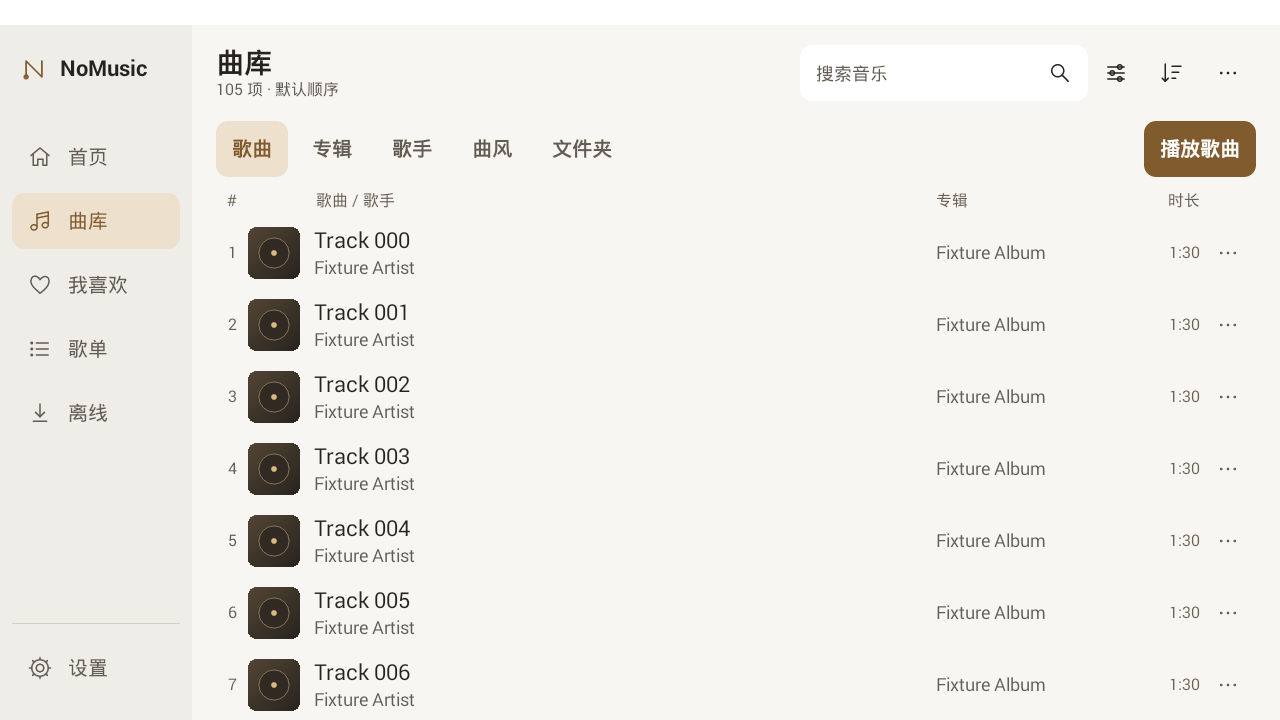 NoMusic
首页
曲库
我喜欢
歌单
离线
设置
曲库
105 项 · 默认顺序
搜索音乐
歌曲 专辑 歌手 曲风 文件夹
播放歌曲
# 歌曲 / 歌手 专辑 时长
1 Track 000 Fixture Album 1:30
Fixture Artist
2 Track 001 Fixture Album 1:30
Fixture Artist
3 Track 002 Fixture Album 1:30
Fixture Artist
4 Track 003 Fixture Album 1:30
Fixture Artist
5 Track 004 Fixture Album 1:30
Fixture Artist
6 Track 005 Fixture Album 1:30
Fixture Artist
7 Track 006 Fixture Album 1:30
Fixture Artist